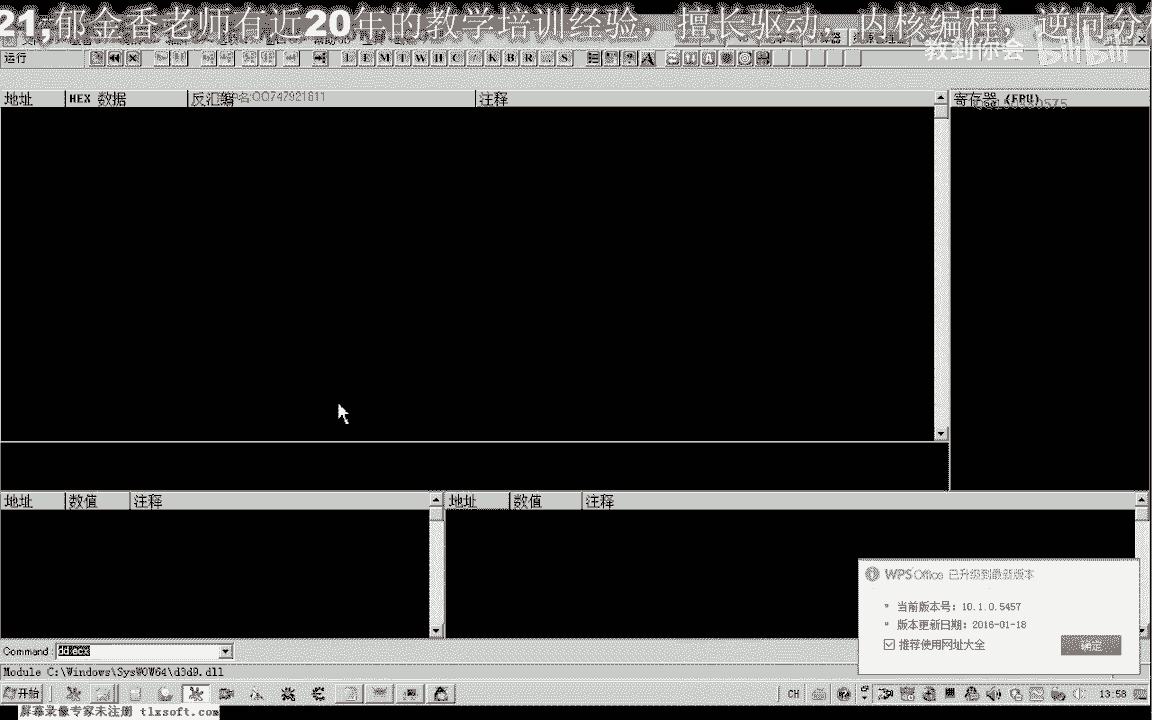 21,郁金香老师有近20年的教学培训经验，擅长驱动、内核编程，逆向分
教到你会 bilibili
运行
L E M T W H C / K B R ... S
地址 HEX 数据 反汇编 名:QQ747921611 注释 寄存器 (FPU)
地址 数值 注释 地址 数值 注释
WPS Office 已升级到最新版本
当前版本号：10.1.0.5457
版本更新日期：2016-01-18
推荐使用网址大全 确定
Command: dd ecx
Module C:\Windows\SysWOW64\d3d9.dll
开始 CH 13:58
屏幕录像专家未注册 tlxsoft.com